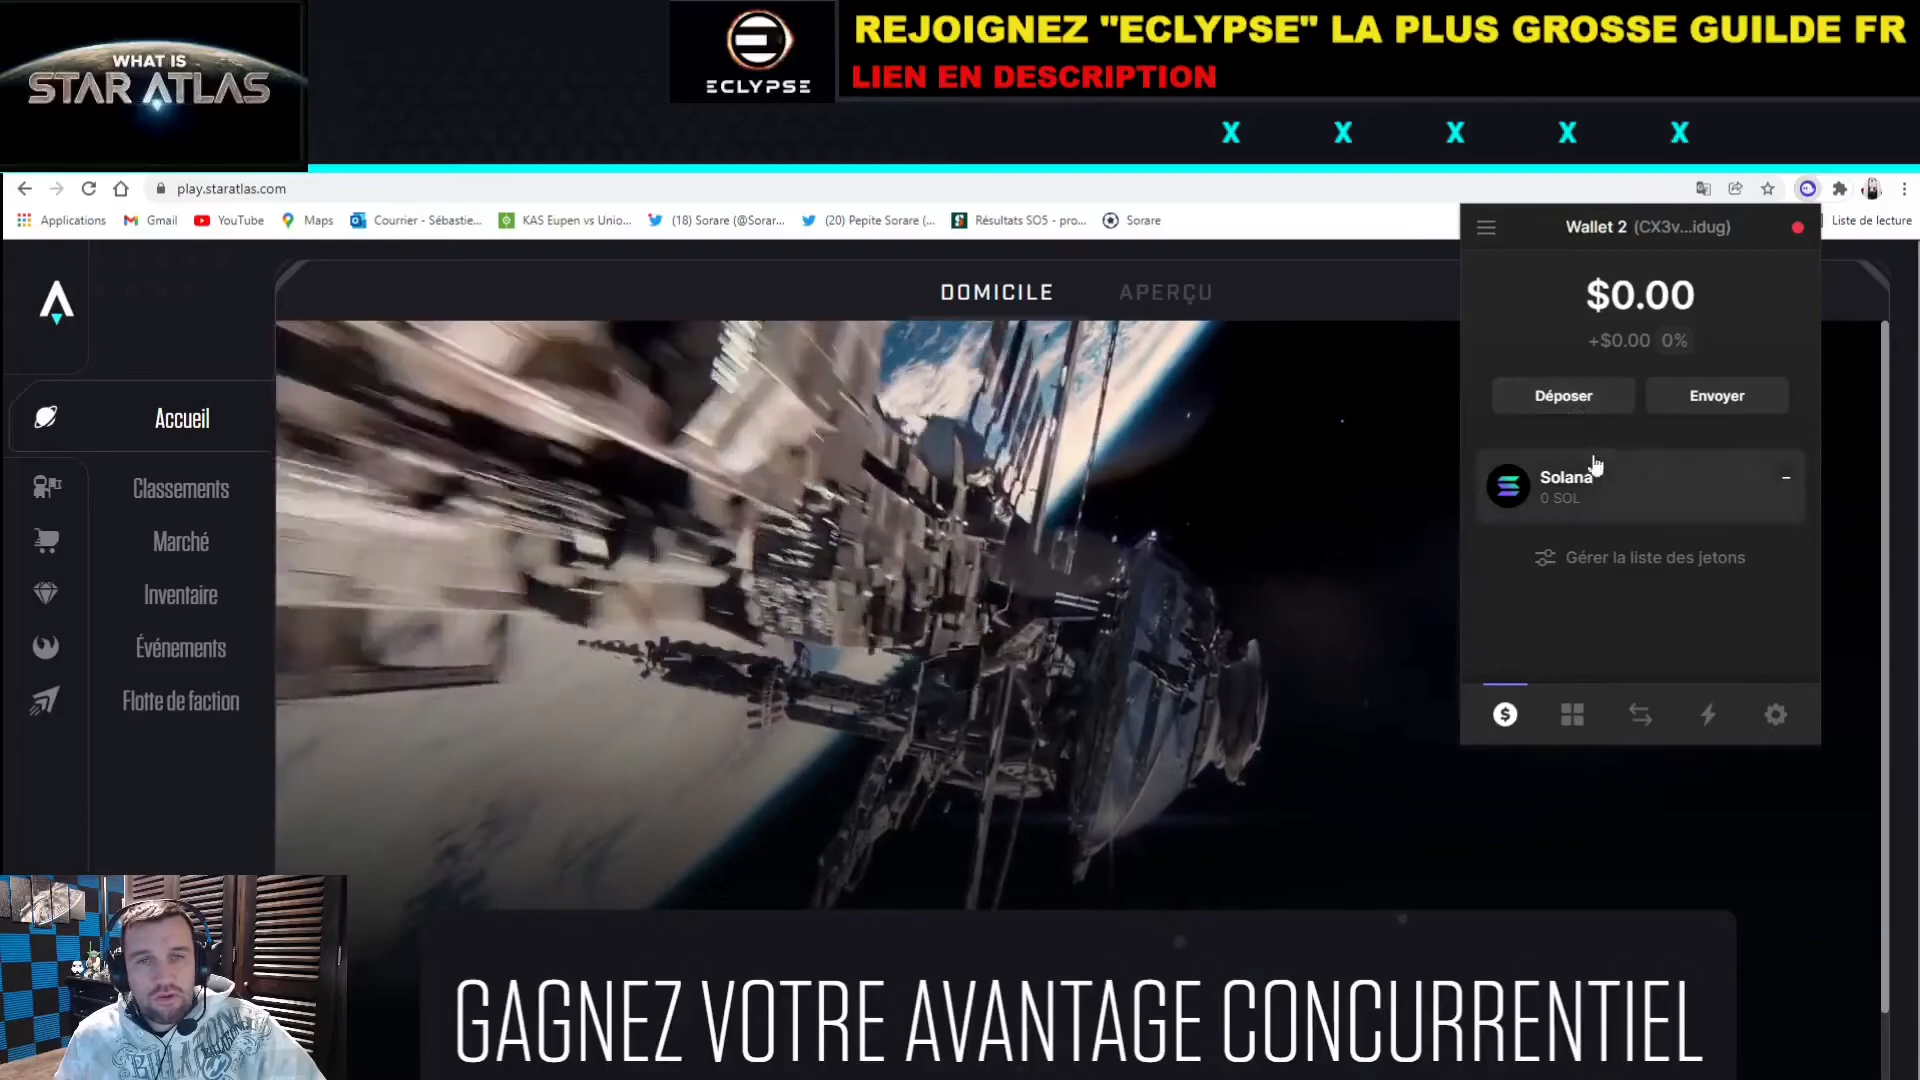 WHAT IS
STAR ATLAS
ECLYPSE
REJOIGNEZ "ECLYPSE" LA PLUS GROSSE GUILDE FR
LIEN EN DESCRIPTION
X X X X X
play.staratlas.com
Applications Gmail YouTube Maps Courrier - Sébastie... KAS Eupen vs Unio... (18) Sorare (@Sorar... (20) Pepite Sorare (... Résultats SO5 - pro... Sorare Liste de lecture
Wallet 2 (CX3v...idug)
DOMICILE APERÇU
$0.00
+$0.00 0%
Déposer Envoyer
Solana
0 SOL
-
Gérer la liste des jetons
Accueil
Classements
Marché
Inventaire
Événements
Flotte de faction
GAGNEZ VOTRE AVANTAGE CONCURRENTIEL